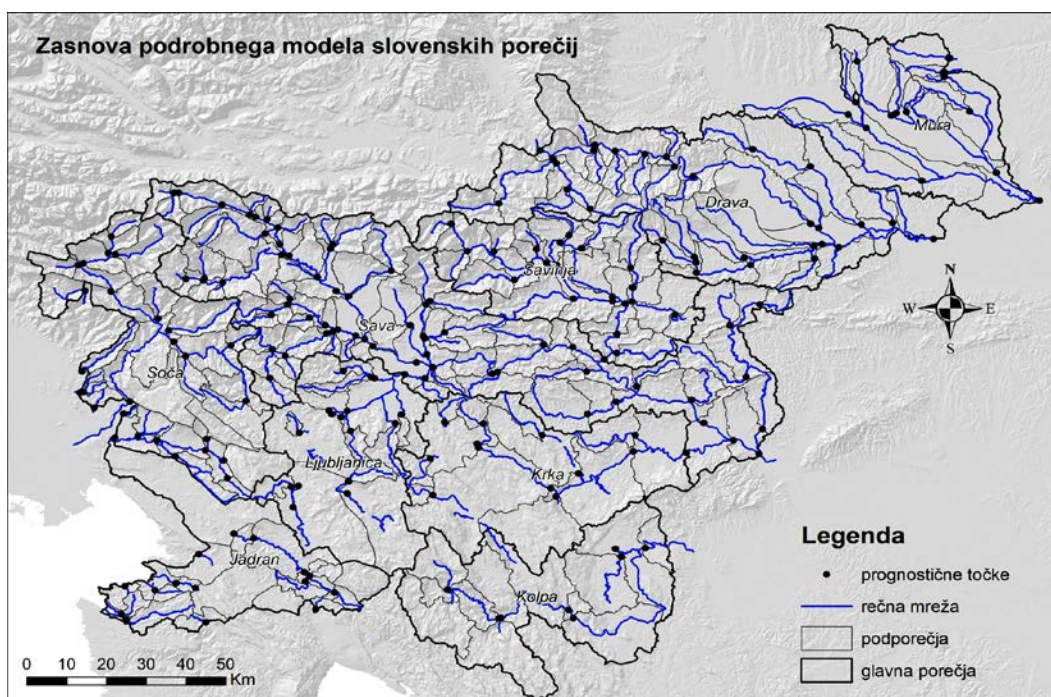 Zasnova podrobnega modela slovenskih porečij
Mura
Drava
Savinja
Sava
Soča
Ljubljanica
Krka
Jadran
Kolpa
N
W E
S
Legenda
prognostične točke
rečna mreža
podporečja
glavna porečja
0 10 20 30 40 50
Km